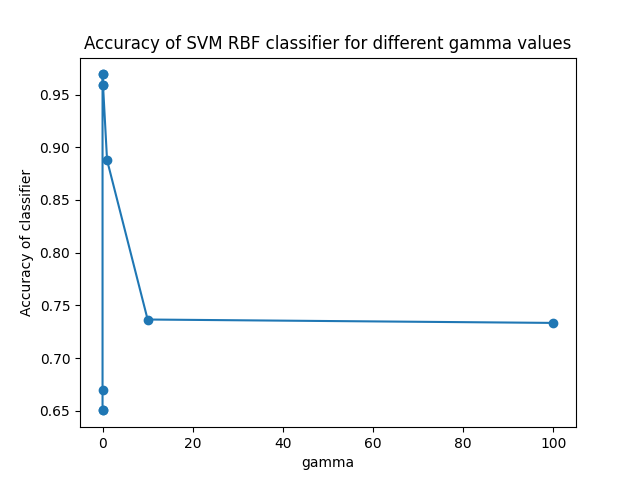 Accuracy of SVM RBF classifier for different gamma values
Accuracy of classifier
0.95
0.90
0.85
0.80
0.75
0.70
0.65
0 20 40 60 80 100
gamma